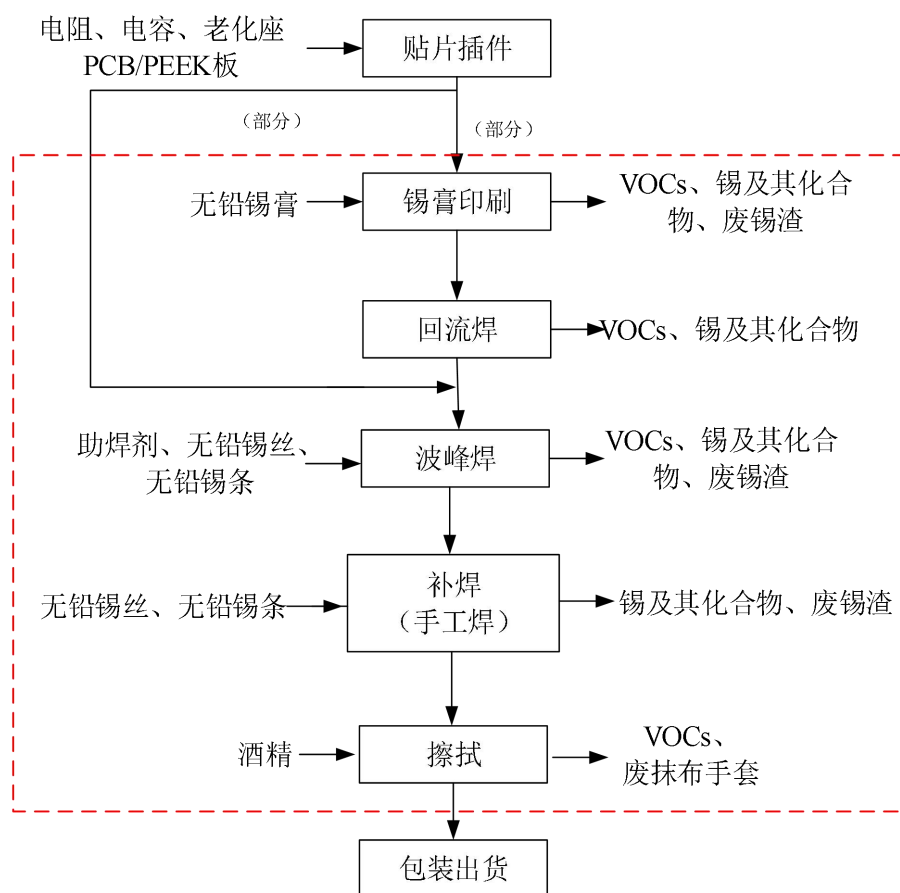 电阻、电容、老化座
PCB/PEEK板
贴片插件
（部分）
（部分）
无铅锡膏
锡膏印刷
VOCs、锡及其化合
物、废锡渣
回流焊
VOCs、锡及其化合物
助焊剂、无铅锡丝、
无铅锡条
波峰焊
VOCs、锡及其化合
物、废锡渣
无铅锡丝、无铅锡条
补焊
（手工焊）
锡及其化合物、废锡渣
酒精
擦拭
VOCs、
废抹布手套
包装出货